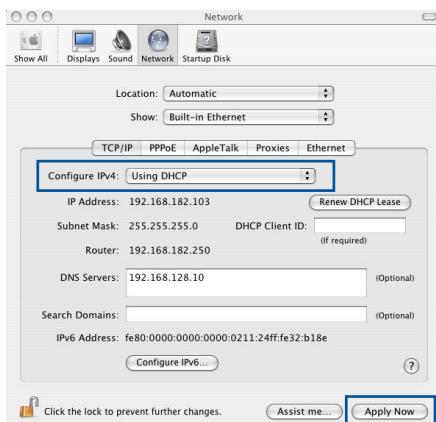 Network
Show All Displays Sound Network Startup Disk
Location: Automatic
Show: Built-in Ethernet
TCP/IP PPPoE AppleTalk Proxies Ethernet
Configure IPv4: Using DHCP
IP Address: 192.168.182.103 Renew DHCP Lease
Subnet Mask: 255.255.255.0 DHCP Client ID:
(If required)
Router: 192.168.182.250
DNS Servers: 192.168.128.10 (Optional)
Search Domains: (Optional)
IPv6 Address: fe80:0000:0000:0000:0211:24ff:fe32:b18e
Configure IPv6... ?
Click the lock to prevent further changes. Assist me... Apply Now